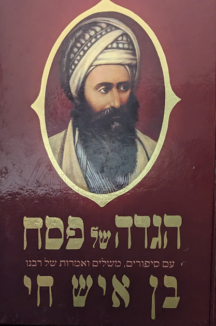 הגדה של פסח
עם סיפורים, משלים ואמרות של רבנו
בן איש חי